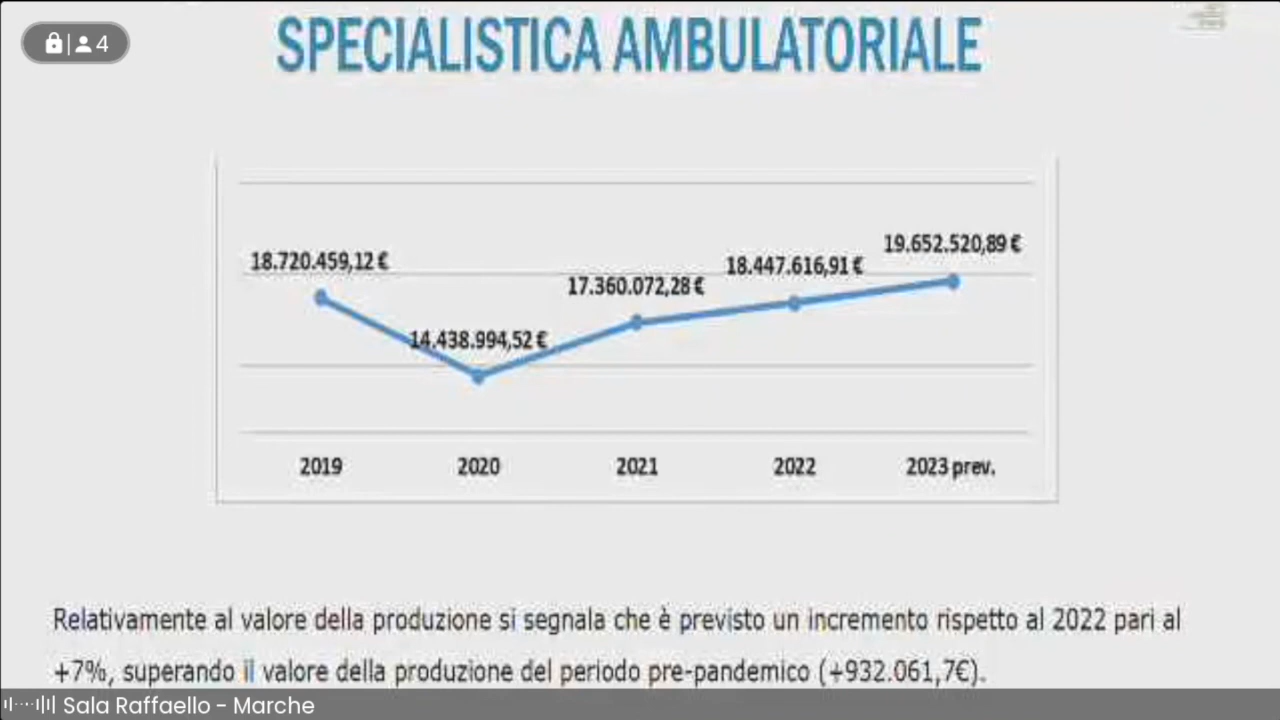 4
SPECIALISTICA AMBULATORIALE
19.652.520,89 €
18.720.459,12 €
18.447.616,91 €
17.360.072,28 €
14.438.994,52 €
2019 2020 2021 2022 2023 prev.
Relativamente al valore della produzione si segnala che è previsto un incremento rispetto al 2022 pari al
+7%, superando il valore della produzione del periodo pre-pandemico (+932.061,7€).
Sala Raffaello - Marche